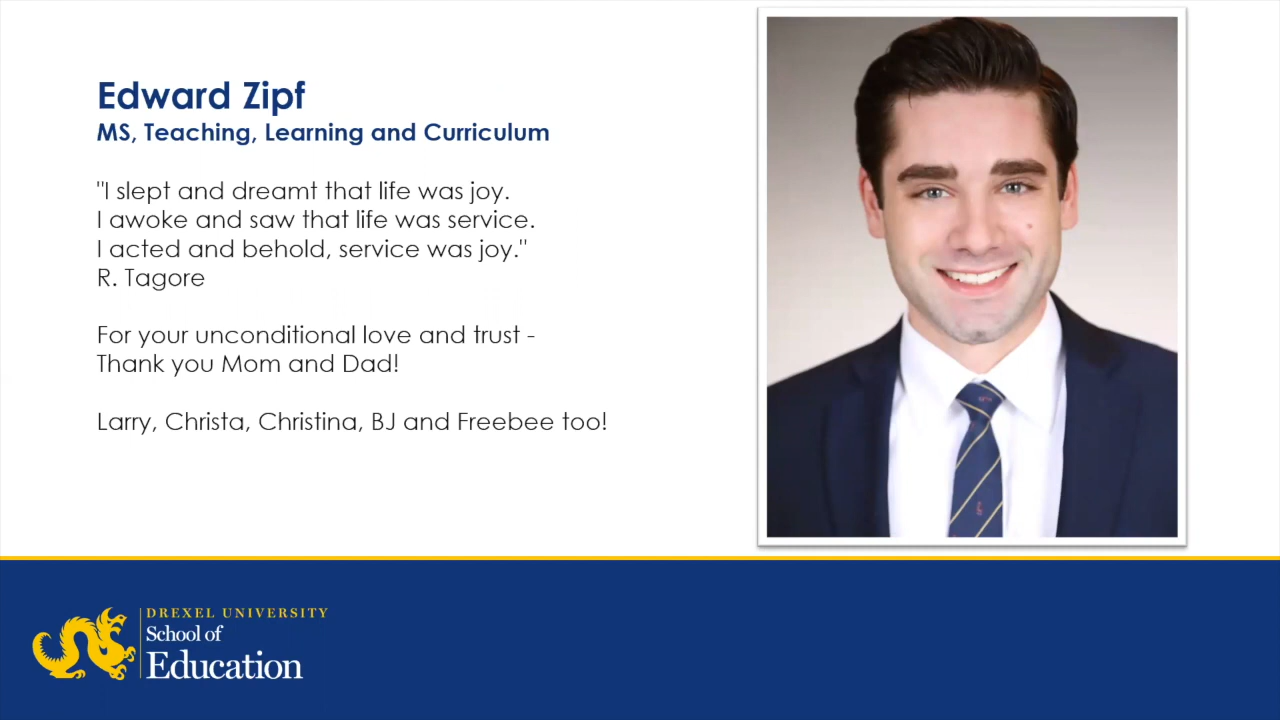 Edward Zipf
MS, Teaching, Learning and Curriculum
"I slept and dreamt that life was joy.
I awoke and saw that life was service.
I acted and behold, service was joy."
R. Tagore
For your unconditional love and trust -
Thank you Mom and Dad!
Larry, Christa, Christina, BJ and Freebee too!
DREXEL UNIVERSITY
School of
Education